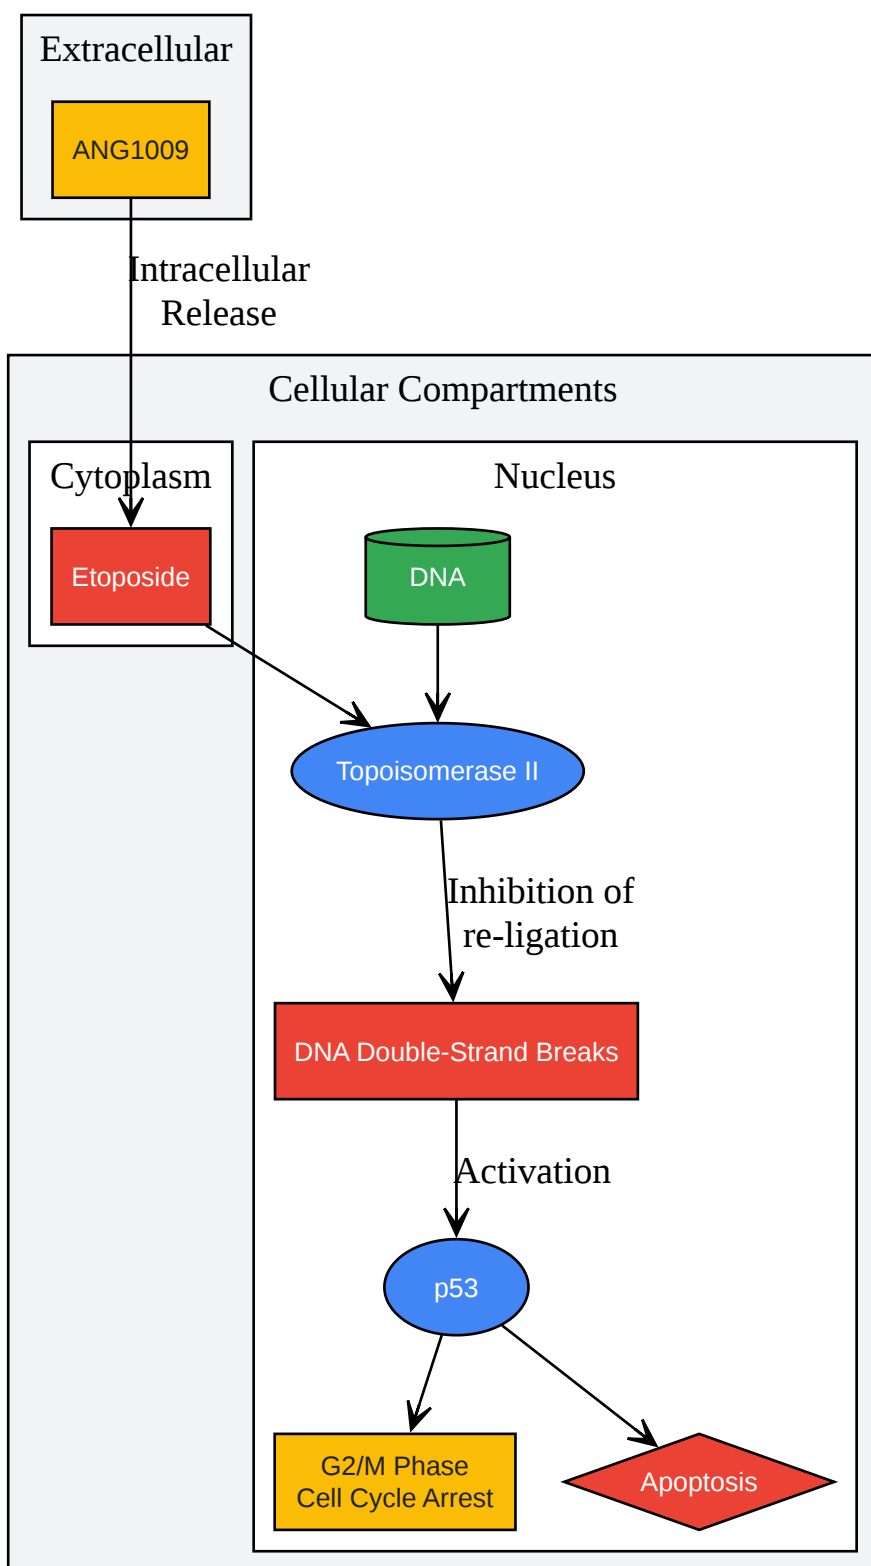 Extracellular
ANG1009
Intracellular
Release
Cellular Compartments
Cytoplasm
Nucleus
Etoposide
DNA
Topoisomerase II
Inhibition of
re-ligation
DNA Double-Strand Breaks
Activation
p53
G2/M Phase
Cell Cycle Arrest
Apoptosis